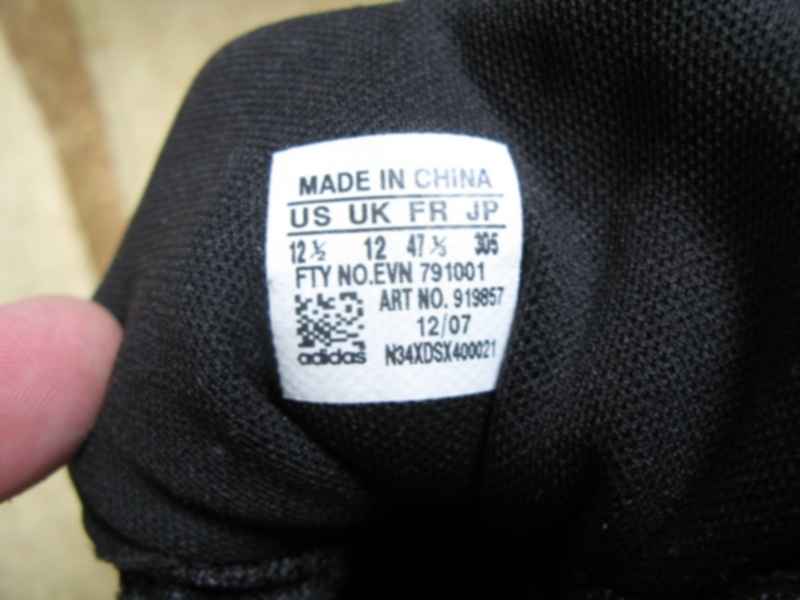 MADE IN CHINA
US UK FR JP
12 ½ 12 47 ⅓ 305
FTY NO.EVN 791001
ART NO. 919857
12/07
adidas N34XDSX400021